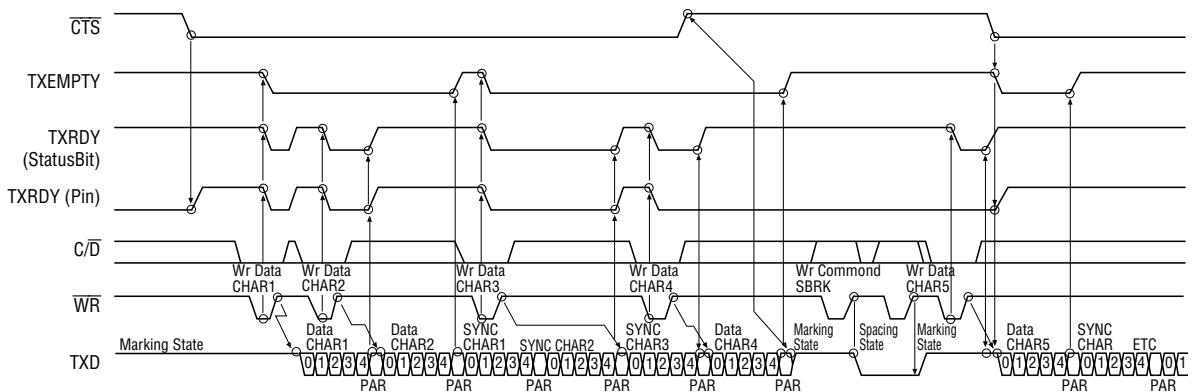 CTS
TXEMPTY
TXRDY
(StatusBit)
TXRDY (Pin)
C/D
Wr Data
CHAR1
Wr Data
CHAR2
Wr Data
CHAR3
Wr Data
CHAR4
Wr Commond
SBRK
Wr Data
CHAR5
WR
Data
CHAR1
Data
CHAR2
SYNC
CHAR1
SYNC CHAR2
SYNC
CHAR3
Data
CHAR4
Marking
State
Spacing
State
Marking
State
Data
CHAR5
SYNC
CHAR
ETC
TXD
Marking State
0 1 2 3 4
0 1 2 3 4
0 1 2 3 4
0 1 2 3 4
0 1 2 3 4
0 1 2 3 4
0 1 2 3 4
0 1 2 3 4
0 1
PAR
PAR
PAR
PAR
PAR
PAR
PAR
PAR